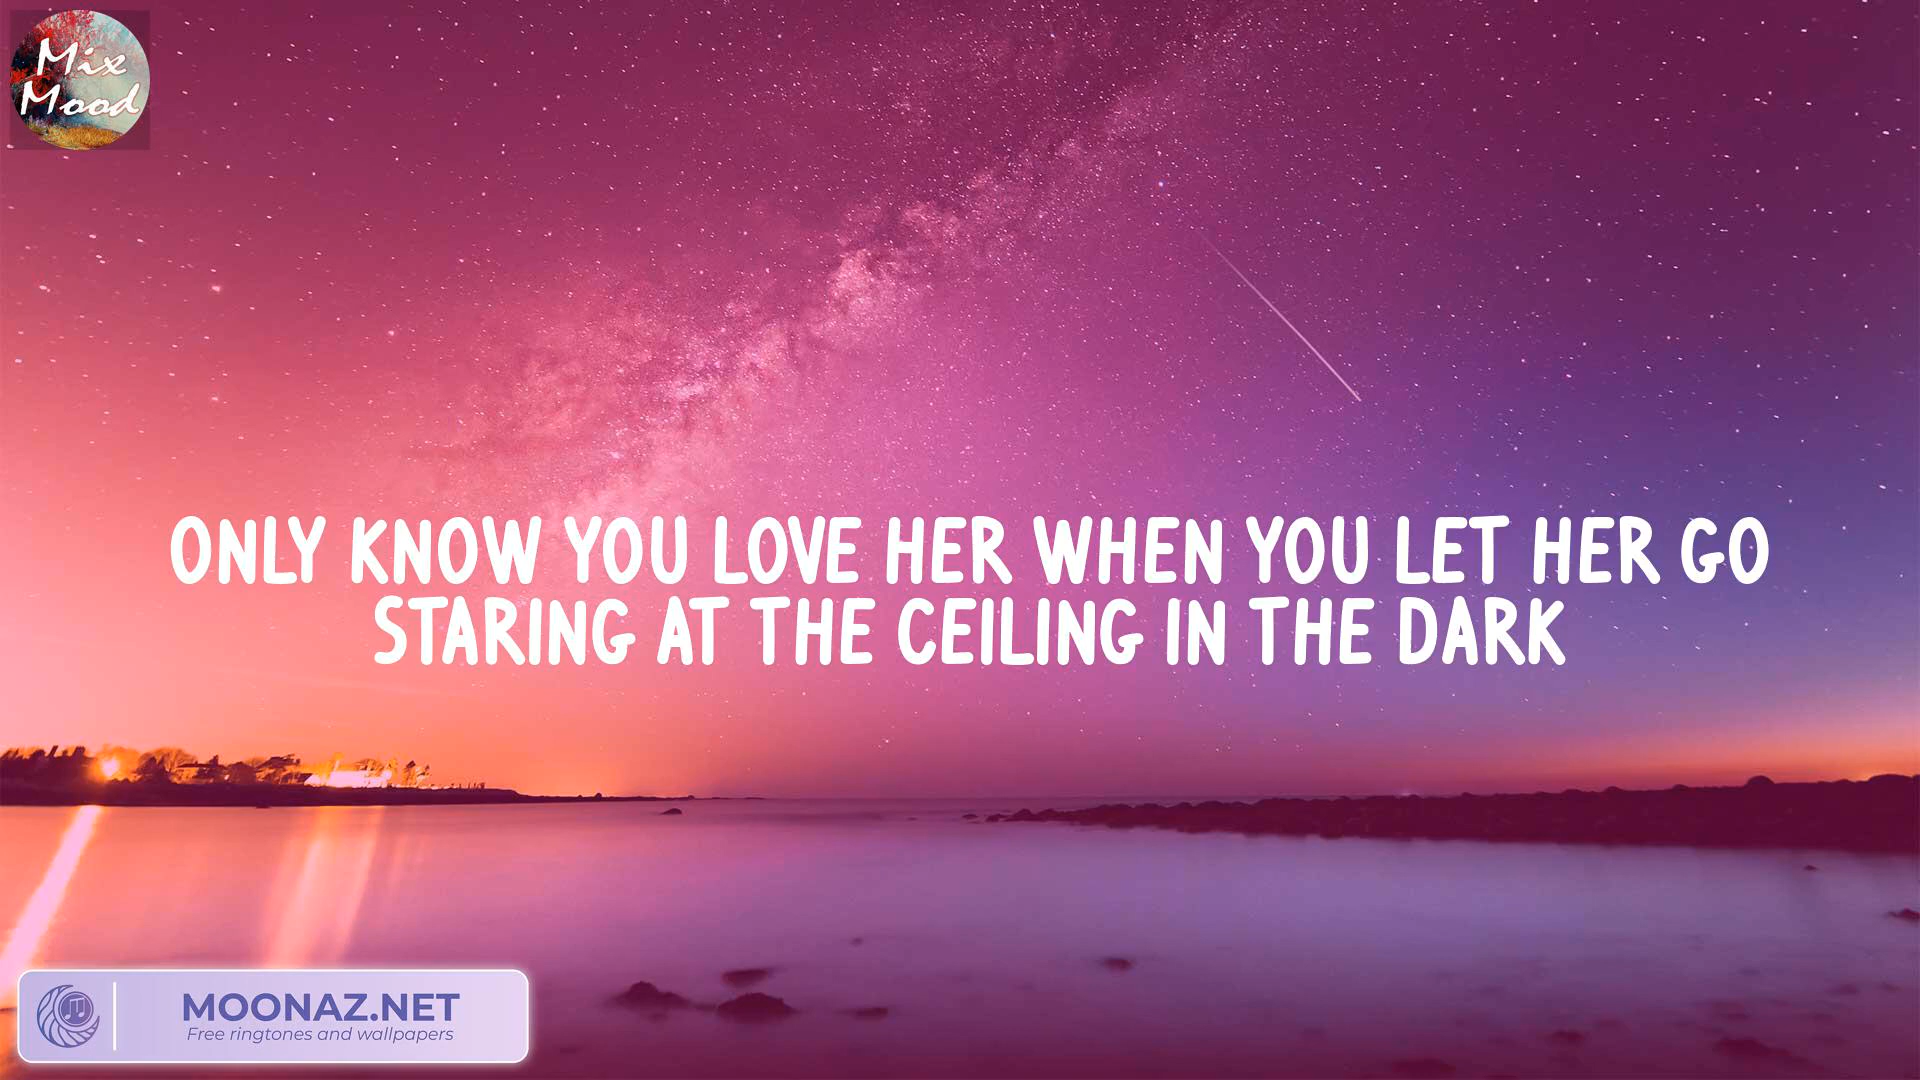 Mix
Mood
ONLY KNOW YOU LOVE HER WHEN YOU LET HER GO
STARING AT THE CEILING IN THE DARK
MOONAZ.NET
Free ringtones and wallpapers